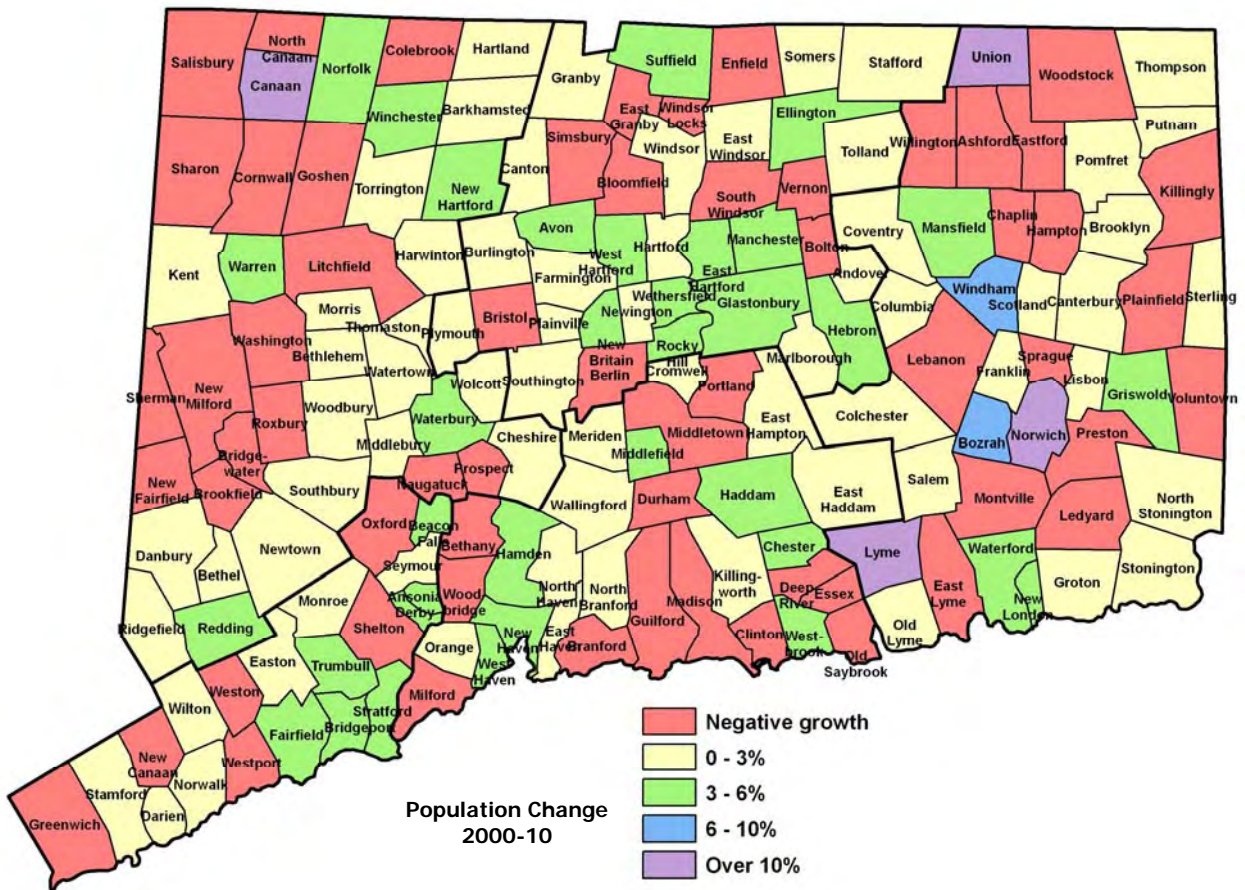 Salisbury
North
Canaan
Canaan
Norfolk
Colebrook
Hartland
Granby
Suffield
Enfield
Somers
Stafford
Union
Woodstock
Thompson
Winchester
Barkhamsted
East
Granby
Windsor
Locks
East
Windsor
Ellington
Tolland
Willington
Ashford
Eastford
Pomfret
Putnam
Killingly
Sharon
Cornwall
Goshen
Torrington
New
Hartford
Canton
Simsbury
Bloomfield
Windsor
South
Windsor
Vernon
Kent
Warren
Litchfield
Harwinton
Burlington
Avon
West
Hartford
Hartford
East
Hartford
Manchester
Bolton
Coventry
Mansfield
Chaplin
Hampton
Brooklyn
Farmington
Andover
Columbia
Windham
Scotland
Canterbury
Plainfield
Sterling
Morris
Thomaston
Plymouth
Bristol
Plainville
Newington
Wethersfield
Glastonbury
Hebron
Washington
Bethlehem
Watertown
New
Britain
Berlin
Rocky
Hill
Cromwell
Marlborough
Lebanon
Franklin
Sprague
Lisbon
Griswold
Voluntown
Sherman
New
Milford
Roxbury
Woodbury
Wolcott
Southington
Waterbury
Middlebury
Cheshire
Meriden
Middlefield
Middletown
Portland
East
Hampton
Colchester
Bozrah
Norwich
Preston
New
Fairfield
Bridge-
water
Brookfield
Southbury
Naugatuck
Prospect
Wallingford
Durham
Haddam
East
Haddam
Salem
Montville
Ledyard
North
Stonington
Danbury
Bethel
Newtown
Oxford
Beacon
Falls
Seymour
Bethany
Hamden
North
Haven
North
Branford
Killing-
worth
Chester
Lyme
East
Lyme
Waterford
New
London
Groton
Stonington
Ridgefield
Redding
Monroe
Ansonia
Derby
Wood
bridge
Shelton
Orange
New
Haven
West
Haven
East
Haven
Branford
Guilford
Madison
Clinton
Deep
River
Essex
West-
brook
Old
Saybrook
Old
Lyme
Easton
Trumbull
Weston
Wilton
Milford
Stratford
Bridgeport
Fairfield
New
Canaan
Westport
Norwalk
Stamford
Darien
Greenwich
Population Change
2000-10
Negative growth
0 - 3%
3 - 6%
6 - 10%
Over 10%